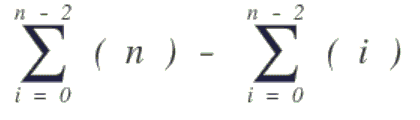 n - 2 n - 2
∑ ( n ) - ∑ ( i )
i = 0 i = 0